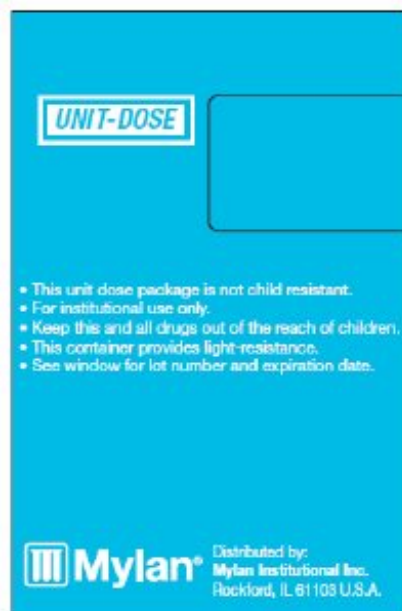 UNIT-DOSE
• This unit dose package is not child resistant.
• For institutional use only.
• Keep this and all drugs out of the reach of children.
• This container provides light-resistance.
• See window for lot number and expiration date.
Mylan®
Distributed by:
Mylan Institutional Inc.
Rockford, IL 61103 U.S.A.